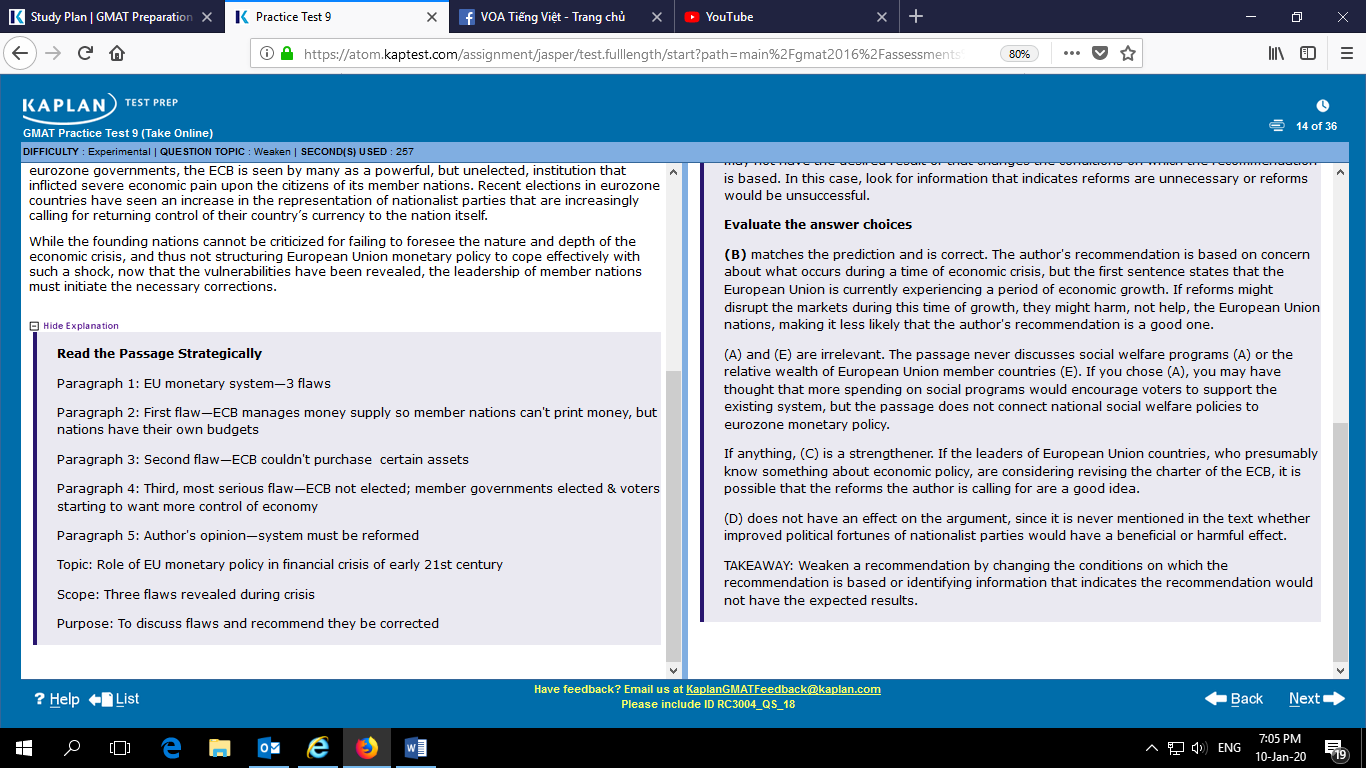 Study Plan | GMAT Preparation
Practice Test 9
VOA Tiếng Việt - Trang chủ
YouTube
https://atom.kaptest.com/assignment/jasper/test.fulllength/start?path=main%2Fgmat2016%2Fassessments
80%
KAPLAN TEST PREP
GMAT Practice Test 9 (Take Online)
14 of 36
DIFFICULTY : Experimental | QUESTION TOPIC : Weaken | SECOND(S) USED : 257
eurozone governments, the ECB is seen by many as a powerful, but unelected, institution that
inflicted severe economic pain upon the citizens of its member nations. Recent elections in eurozone
countries have seen an increase in the representation of nationalist parties that are increasingly
calling for returning control of their country's currency to the nation itself.
While the founding nations cannot be criticized for failing to foresee the nature and depth of the
economic crisis, and thus not structuring European Union monetary policy to cope effectively with
such a shock, now that the vulnerabilities have been revealed, the leadership of member nations
must initiate the necessary corrections.
Hide Explanation
Read the Passage Strategically
Paragraph 1: EU monetary system—3 flaws
Paragraph 2: First flaw—ECB manages money supply so member nations can't print money, but
nations have their own budgets
Paragraph 3: Second flaw—ECB couldn't purchase certain assets
Paragraph 4: Third, most serious flaw—ECB not elected; member governments elected & voters
starting to want more control of economy
Paragraph 5: Author's opinion—system must be reformed
Topic: Role of EU monetary policy in financial crisis of early 21st century
Scope: Three flaws revealed during crisis
Purpose: To discuss flaws and recommend they be corrected
may not have the desired result or that changes the conditions on which the recommendation
is based. In this case, look for information that indicates reforms are unnecessary or reforms
would be unsuccessful.
Evaluate the answer choices
(B) matches the prediction and is correct. The author's recommendation is based on concern
about what occurs during a time of economic crisis, but the first sentence states that the
European Union is currently experiencing a period of economic growth. If reforms might
disrupt the markets during this time of growth, they might harm, not help, the European Union
nations, making it less likely that the author's recommendation is a good one.
(A) and (E) are irrelevant. The passage never discusses social welfare programs (A) or the
relative wealth of European Union member countries (E). If you chose (A), you may have
thought that more spending on social programs would encourage voters to support the
existing system, but the passage does not connect national social welfare policies to
eurozone monetary policy.
If anything, (C) is a strengthener. If the leaders of European Union countries, who presumably
know something about economic policy, are considering revising the charter of the ECB, it is
possible that the reforms the author is calling for are a good idea.
(D) does not have an effect on the argument, since it is never mentioned in the text whether
improved political fortunes of nationalist parties would have a beneficial or harmful effect.
TAKEAWAY: Weaken a recommendation by changing the conditions on which the
recommendation is based or identifying information that indicates the recommendation would
not have the expected results.
? Help
List
Have feedback? Email us at KaplanGMATFeedback@kaplan.com
Please include ID RC3004_QS_18
Back
Next
ENG
7:05 PM
10-Jan-20
19